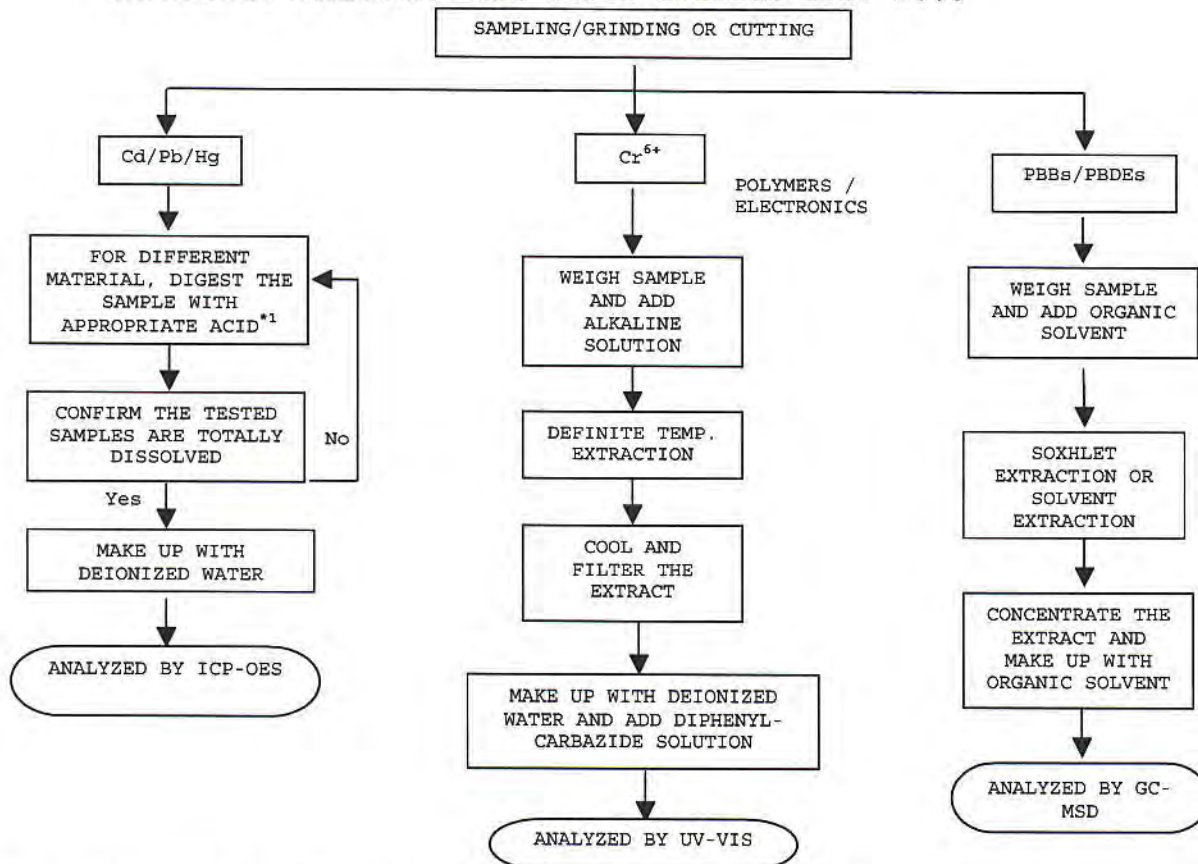 SAMPLING/GRINDING OR CUTTING
Cd/Pb/Hg
FOR DIFFERENT
MATERIAL, DIGEST THE
SAMPLE WITH
APPROPRIATE ACID*1
CONFIRM THE TESTED
SAMPLES ARE TOTALLY
DISSOLVED
No
Yes
MAKE UP WITH
DEIONIZED WATER
ANALYZED BY ICP-OES
Cr6+
POLYMERS /
ELECTRONICS
WEIGH SAMPLE
AND ADD
ALKALINE
SOLUTION
DEFINITE TEMP.
EXTRACTION
COOL AND
FILTER THE
EXTRACT
MAKE UP WITH DEIONIZED
WATER AND ADD DIPHENYL-
CARBAZIDE SOLUTION
ANALYZED BY UV-VIS
PBBs/PBDEs
WEIGH SAMPLE
AND ADD ORGANIC
SOLVENT
SOXHLET
EXTRACTION OR
SOLVENT
EXTRACTION
CONCENTRATE THE
EXTRACT AND
MAKE UP WITH
ORGANIC SOLVENT
ANALYZED BY GC-
MSD